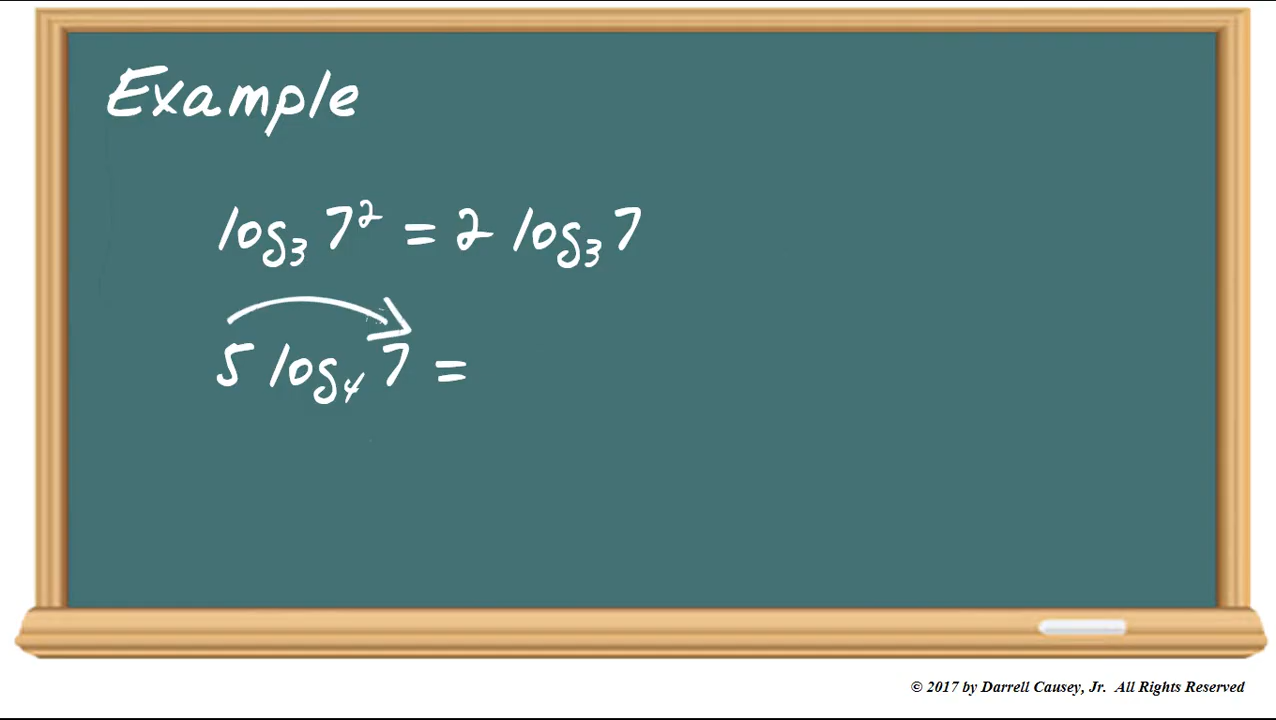 Example
log₃ 7² = 2 log₃ 7
5 log₄ 7 =
© 2017 by Darrell Causey, Jr. All Rights Reserved